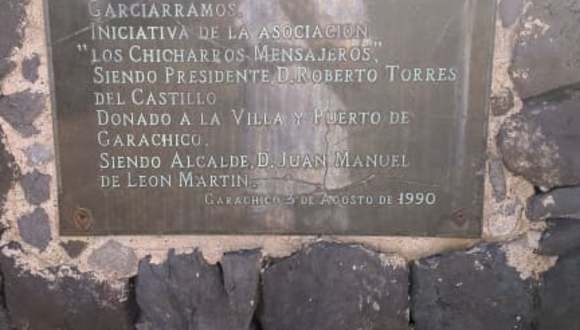 GARCIARRAMOS.
INICIATIVA DE LA ASOCIACION
"LOS CHICHARROS MENSAJEROS",
SIENDO PRESIDENTE, D. ROBERTO TORRES
DEL CASTILLO
DONADO A LA VILLA Y PUERTO DE
GARACHICO.
SIENDO ALCALDE, D. JUAN MANUEL
DE LEON MARTIN.
GARACHICO 3 DE AGOSTO DE 1990